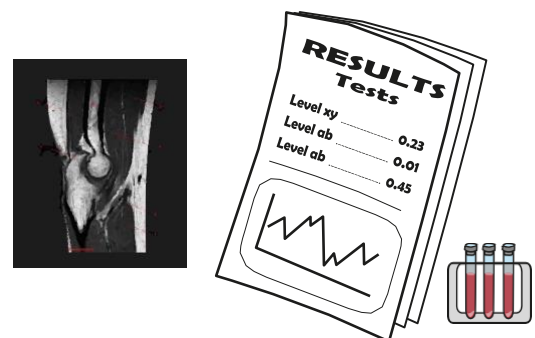 RESULTS
Tests
Level xy ........... 0.23
Level ab ........... 0.01
Level ab ........... 0.45